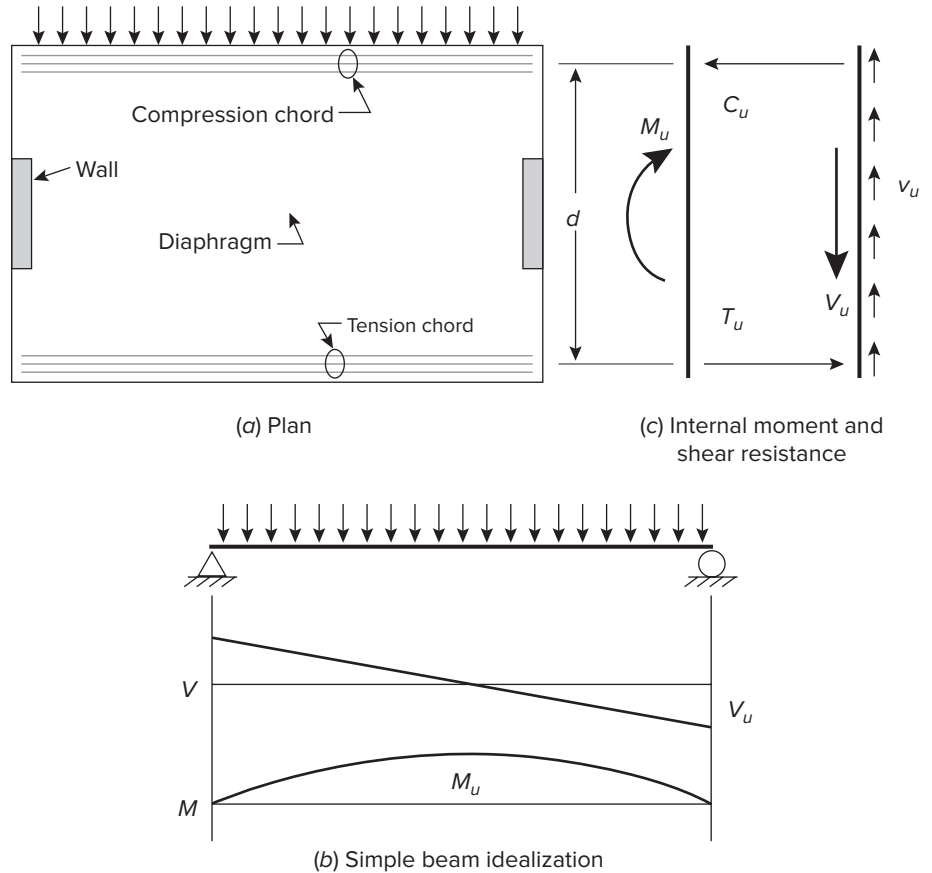 Compression chord
Wall
Diaphragm
Tension chord
(a) Plan
d
M_u
C_u
T_u
V_u
v_u
(c) Internal moment and
shear resistance
V
V_u
M
M_u
(b) Simple beam idealization